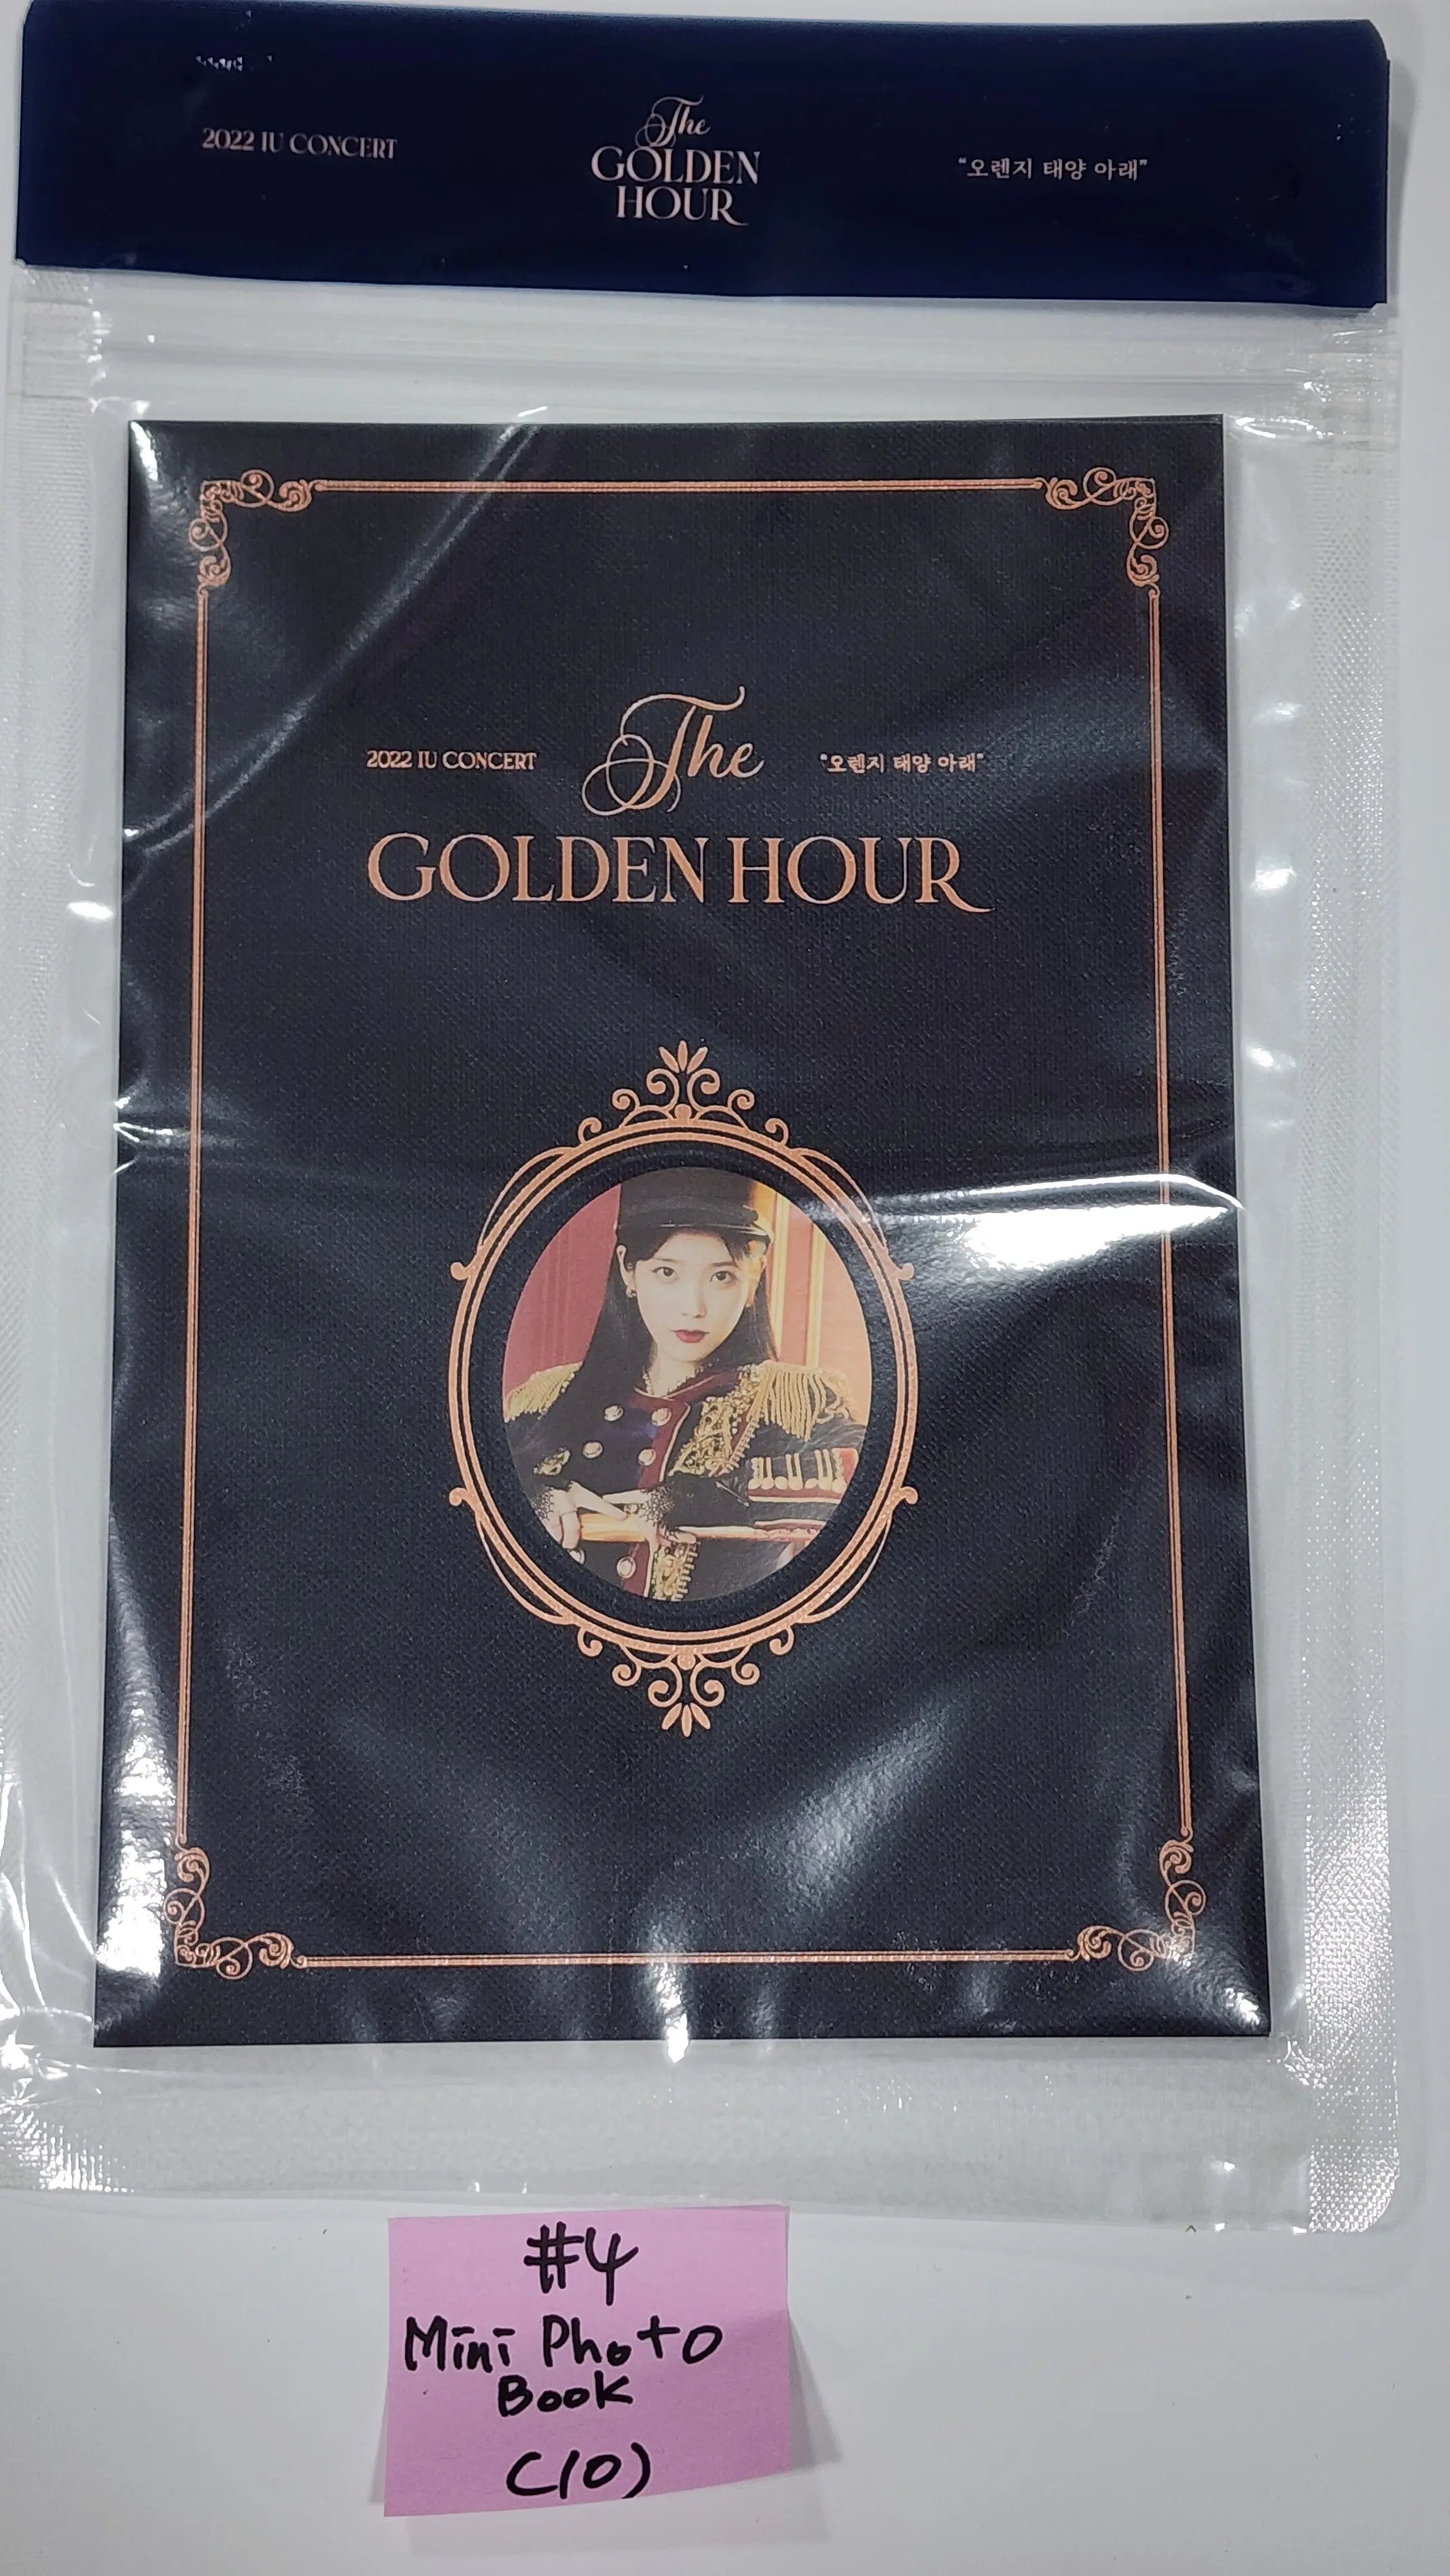 2022 IU CONCERT
The
GOLDEN
HOUR
“오렌지 태양 아래”
2022 IU CONCERT
The
“오렌지 태양 아래”
GOLDEN HOUR
#4
Mini Photo
Book
(10)